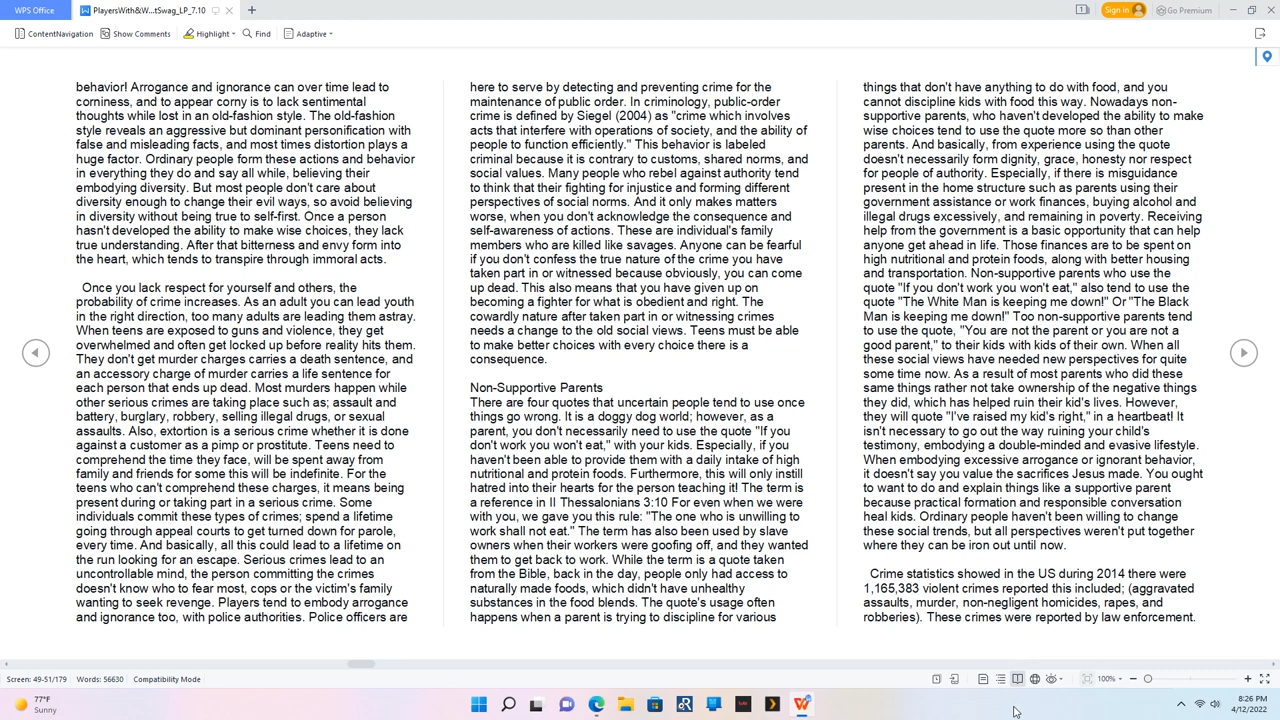 WPS Office
PlayersWith&W...tSwag_LP_7.10
Sign in
Go Premium
ContentNavigation
Show Comments
Highlight
Find
Adaptive
behavior! Arrogance and ignorance can over time lead to
corniness, and to appear corny is to lack sentimental
thoughts while lost in an old-fashion style. The old-fashion
style reveals an aggressive but dominant personification with
false and misleading facts, and most times distortion plays a
huge factor. Ordinary people form these actions and behavior
in everything they do and say all while, believing their
embodying diversity. But most people don't care about
diversity enough to change their evil ways, so avoid believing
in diversity without being true to self-first. Once a person
hasn't developed the ability to make wise choices, they lack
true understanding. After that bitterness and envy form into
the heart, which tends to transpire through immoral acts.
Once you lack respect for yourself and others, the
probability of crime increases. As an adult you can lead youth
in the right direction, too many adults are leading them astray.
When teens are exposed to guns and violence, they get
overwhelmed and often get locked up before reality hits them.
They don't get murder charges carries a death sentence, and
an accessory charge of murder carries a life sentence for
each person that ends up dead. Most murders happen while
other serious crimes are taking place such as; assault and
battery, burglary, robbery, selling illegal drugs, or sexual
assaults. Also, extortion is a serious crime whether it is done
against a customer as a pimp or prostitute. Teens need to
comprehend the time they face, will be spent away from
family and friends for some this will be indefinite. For the
teens who can't comprehend these charges, it means being
present during or taking part in a serious crime. Some
individuals commit these types of crimes; spend a lifetime
going through appeal courts to get turned down for parole,
every time. And basically, all this could lead to a lifetime on
the run looking for an escape. Serious crimes lead to an
uncontrollable mind, the person committing the crimes
doesn't know who to fear most, cops or the victim's family
wanting to seek revenge. Players tend to embody arrogance
and ignorance too, with police authorities. Police officers are
here to serve by detecting and preventing crime for the
maintenance of public order. In criminology, public-order
crime is defined by Siegel (2004) as "crime which involves
acts that interfere with operations of society, and the ability of
people to function efficiently." This behavior is labeled
criminal because it is contrary to customs, shared norms, and
social values. Many people who rebel against authority tend
to think that their fighting for injustice and forming different
perspectives of social norms. And it only makes matters
worse, when you don't acknowledge the consequence and
self-awareness of actions. These are individual's family
members who are killed like savages. Anyone can be fearful
if you don't confess the true nature of the crime you have
taken part in or witnessed because obviously, you can come
up dead. This also means that you have given up on
becoming a fighter for what is obedient and right. The
cowardly nature after taken part in or witnessing crimes
needs a change to the old social views. Teens must be able
to make better choices with every choice there is a
consequence.
Non-Supportive Parents
There are four quotes that uncertain people tend to use once
things go wrong. It is a doggy dog world; however, as a
parent, you don't necessarily need to use the quote "If you
don't work you won't eat," with your kids. Especially, if you
haven't been able to provide them with a daily intake of high
nutritional and protein foods. Furthermore, this will only instill
hatred into their hearts for the person teaching it! The term is
a reference in II Thessalonians 3:10 For even when we were
with you, we gave you this rule: "The one who is unwilling to
work shall not eat." The term has also been used by slave
owners when their workers were goofing off, and they wanted
them to get back to work. While the term is a quote taken
from the Bible, back in the day, people only had access to
naturally made foods, which didn't have unhealthy
substances in the food blends. The quote's usage often
happens when a parent is trying to discipline for various
things that don't have anything to do with food, and you
cannot discipline kids with food this way. Nowadays non-
supportive parents, who haven't developed the ability to make
wise choices tend to use the quote more so than other
parents. And basically, from experience using the quote
doesn't necessarily form dignity, grace, honesty nor respect
for people of authority. Especially, if there is misguidance
present in the home structure such as parents using their
government assistance or work finances, buying alcohol and
illegal drugs excessively, and remaining in poverty. Receiving
help from the government is a basic opportunity that can help
anyone get ahead in life. Those finances are to be spent on
high nutritional and protein foods, along with better housing
and transportation. Non-supportive parents who use the
quote "If you don't work you won't eat," also tend to use the
quote "The White Man is keeping me down!" Or "The Black
Man is keeping me down!" Too non-supportive parents tend
to use the quote, "You are not the parent or you are not a
good parent," to their kids with kids of their own. When all
these social views have needed new perspectives for quite
some time now. As a result of most parents who did these
same things rather not take ownership of the negative things
they did, which has helped ruin their kid's lives. However,
they will quote "I've raised my kid's right," in a heartbeat! It
isn't necessary to go out the way ruining your child's
testimony, embodying a double-minded and evasive lifestyle.
When embodying excessive arrogance or ignorant behavior,
it doesn't say you value the sacrifices Jesus made. You ought
to want to do and explain things like a supportive parent
because practical formation and responsible conversation
heal kids. Ordinary people haven't been willing to change
these social trends, but all perspectives weren't put together
where they can be iron out until now.
Crime statistics showed in the US during 2014 there were
1,165,383 violent crimes reported this included; (aggravated
assaults, murder, non-negligent homicides, rapes, and
robberies). These crimes were reported by law enforcement.
Screen: 49-51/179
Words: 56630
Compatibility Mode
100%
77°F
Sunny
8:26 PM
4/12/2022